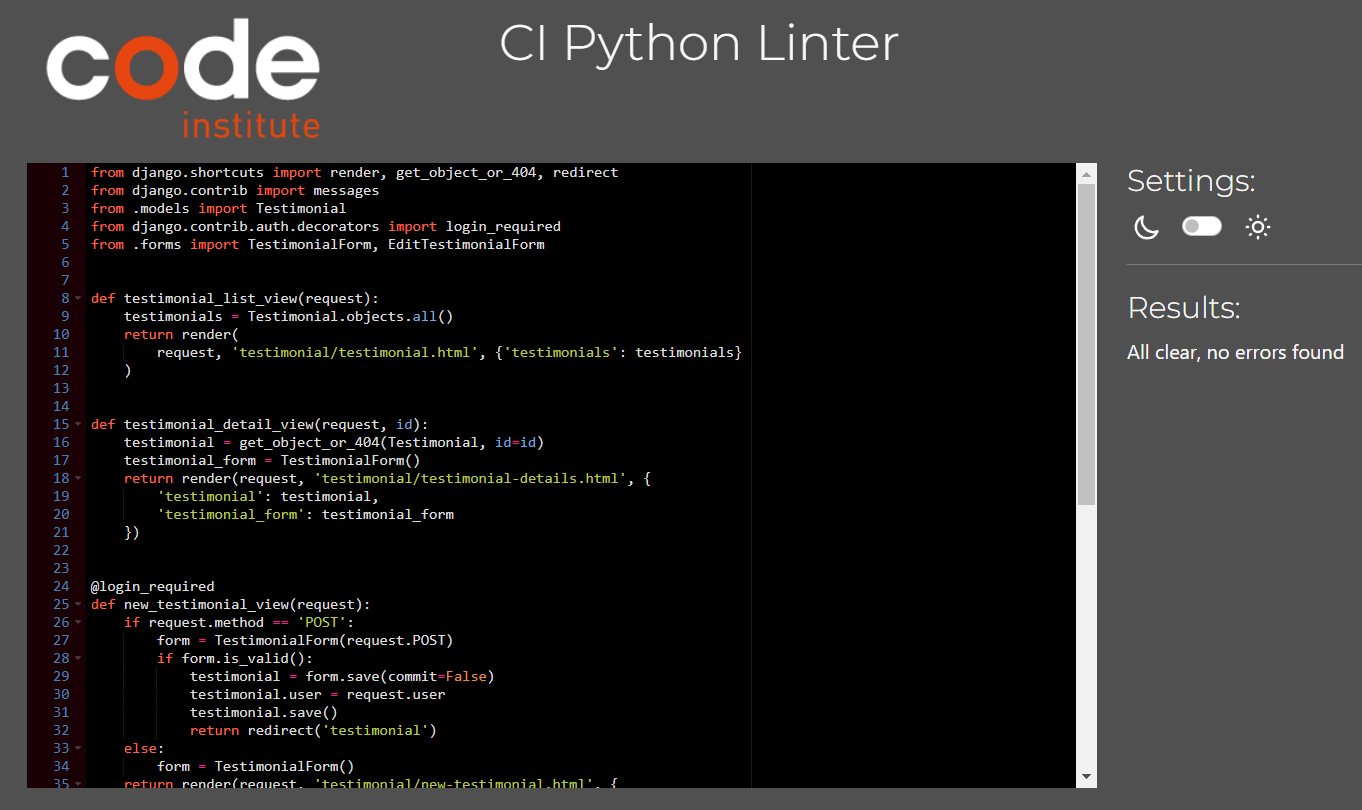 code
institute
CI Python Linter
1 from django.shortcuts import render, get_object_or_404, redirect
2 from django.contrib import messages
3 from .models import Testimonial
4 from django.contrib.auth.decorators import login_required
5 from .forms import TestimonialForm, EditTestimonialForm
6
7
8 def testimonial_list_view(request):
9     testimonials = Testimonial.objects.all()
10     return render(
11         request, 'testimonial/testimonial.html', {'testimonials': testimonials}
12     )
13
14
15 def testimonial_detail_view(request, id):
16     testimonial = get_object_or_404(Testimonial, id=id)
17     testimonial_form = TestimonialForm()
18     return render(request, 'testimonial/testimonial-details.html', {
19         'testimonial': testimonial,
20         'testimonial_form': testimonial_form
21     })
22
23
24 @login_required
25 def new_testimonial_view(request):
26     if request.method == 'POST':
27         form = TestimonialForm(request.POST)
28         if form.is_valid():
29             testimonial = form.save(commit=False)
30             testimonial.user = request.user
31             testimonial.save()
32             return redirect('testimonial')
33     else:
34         form = TestimonialForm()
35     return render(request, 'testimonial/new-testimonial.html', {
Settings:
Results:
All clear, no errors found